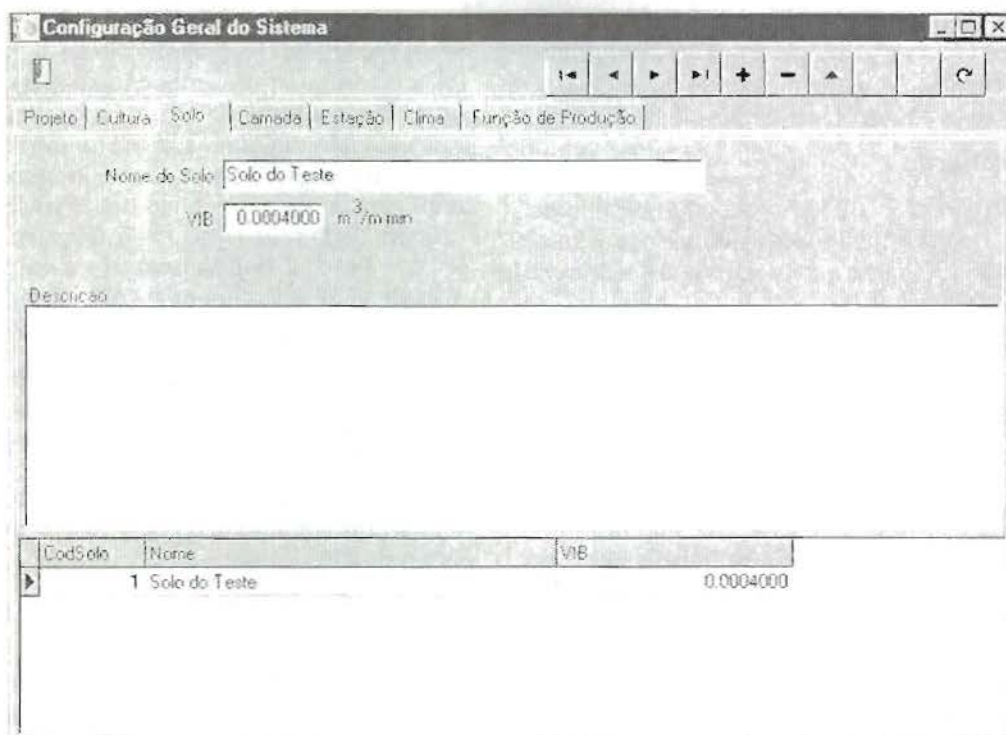 Configuração Geral do Sistema
Projeto Cultura Solo Camada Estação Clima Função de Produção
Nome do Solo Solo do Teste
VIB 0.0004000 m³/m min
Descricao
CodSolo Nome VIB
1 Solo do Teste 0.0004000